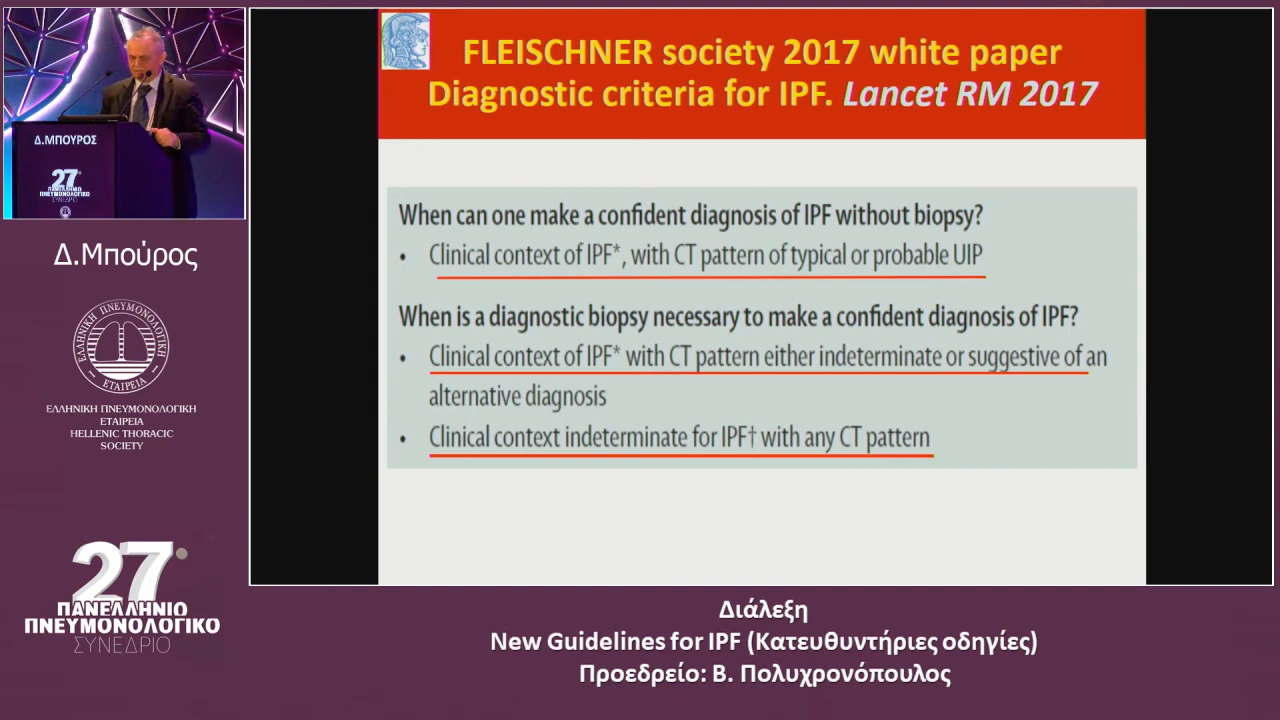 Δ.ΜΠΟΥΡΟΣ
27°
ΠΑΝΕΛΛΗΝΙΟ
ΠΝΕΥΜΟΝΟΛΟΓΙΚΟ
ΣΥΝΕΔΡΙΟ
Δ.Μπούρος
ΕΛΛΗΝΙΚΗ ΠΝΕΥΜΟΝΟΛΟΓΙΚΗ
ΕΤΑΙΡΕΙΑ
ΕΛΛΗΝΙΚΗ ΠΝΕΥΜΟΝΟΛΟΓΙΚΗ
ΕΤΑΙΡΕΙΑ
HELLENIC THORACIC
SOCIETY
27°
ΠΑΝΕΛΛΗΝΙΟ
ΠΝΕΥΜΟΝΟΛΟΓΙΚΟ
ΣΥΝΕΔΡΙΟ
FLEISCHNER society 2017 white paper
Diagnostic criteria for IPF. Lancet RM 2017
When can one make a confident diagnosis of IPF without biopsy?
• Clinical context of IPF*, with CT pattern of typical or probable UIP
When is a diagnostic biopsy necessary to make a confident diagnosis of IPF?
• Clinical context of IPF* with CT pattern either indeterminate or suggestive of an
alternative diagnosis
• Clinical context indeterminate for IPF† with any CT pattern
Διάλεξη
New Guidelines for IPF (Κατευθυντήριες οδηγίες)
Προεδρείο: Β. Πολυχρονόπουλος